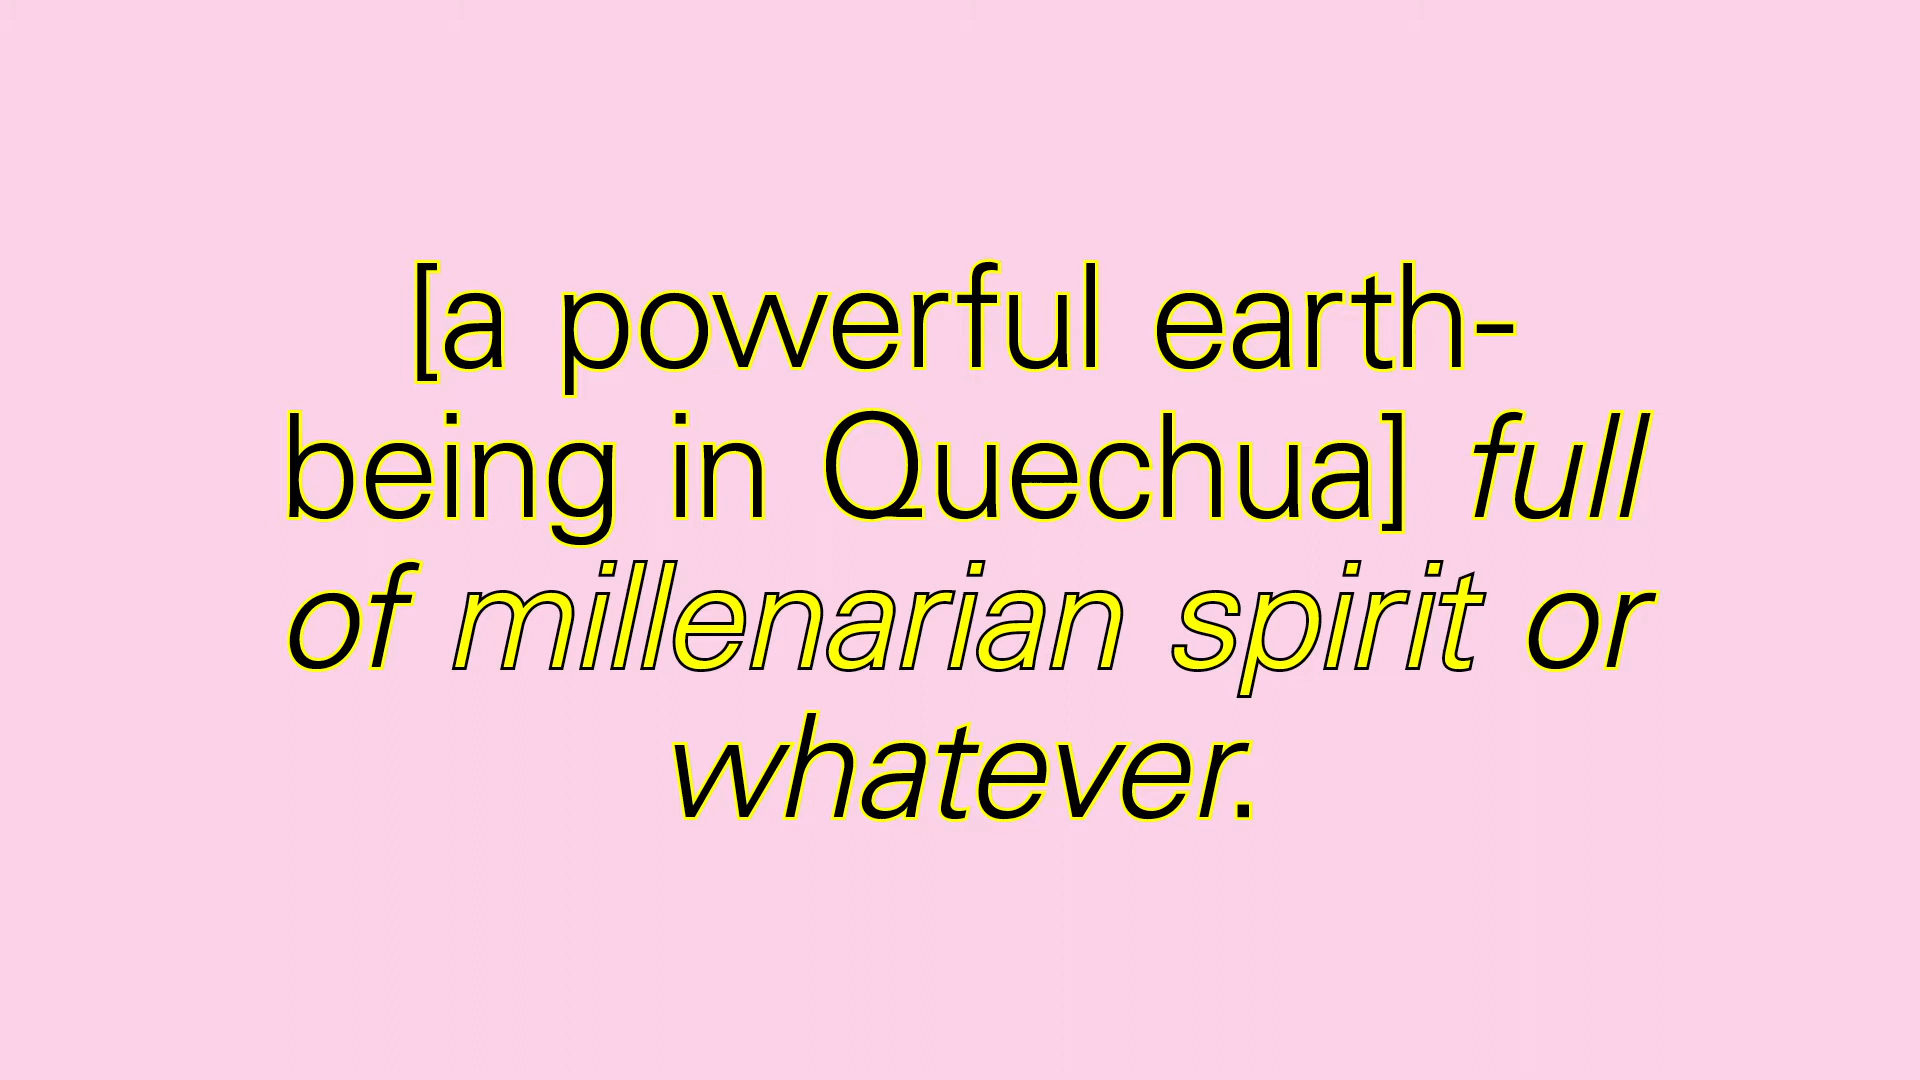 [a powerful earth-
being in Quechua] full
of millenarian spirit or
whatever.